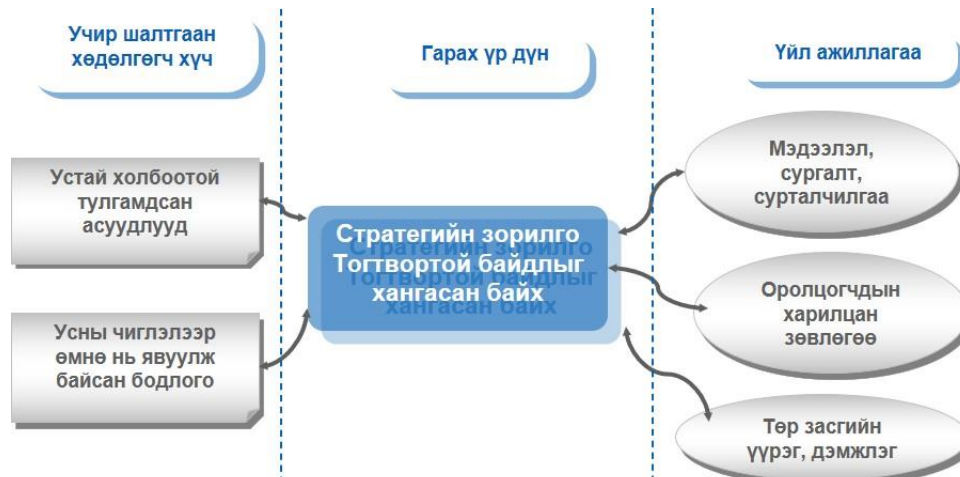 Учир шалтгаан
хөдөлгөгч хүч
Гарах үр дүн
Үйл ажиллагаа
Устай холбоотой
тулгамдсан
асуудлууд
Усны чиглэлээр
өмнө нь явуулж
байсан бодлого
Стратегийн зорилго
Тогтвортой байдлыг
хангасан байх
Мэдээлэл,
сургалт,
сурталчилгаа
Оролцогчдын
харилцан
зөвлөгөө
Төр засгийн
үүрэг, дэмжлэг